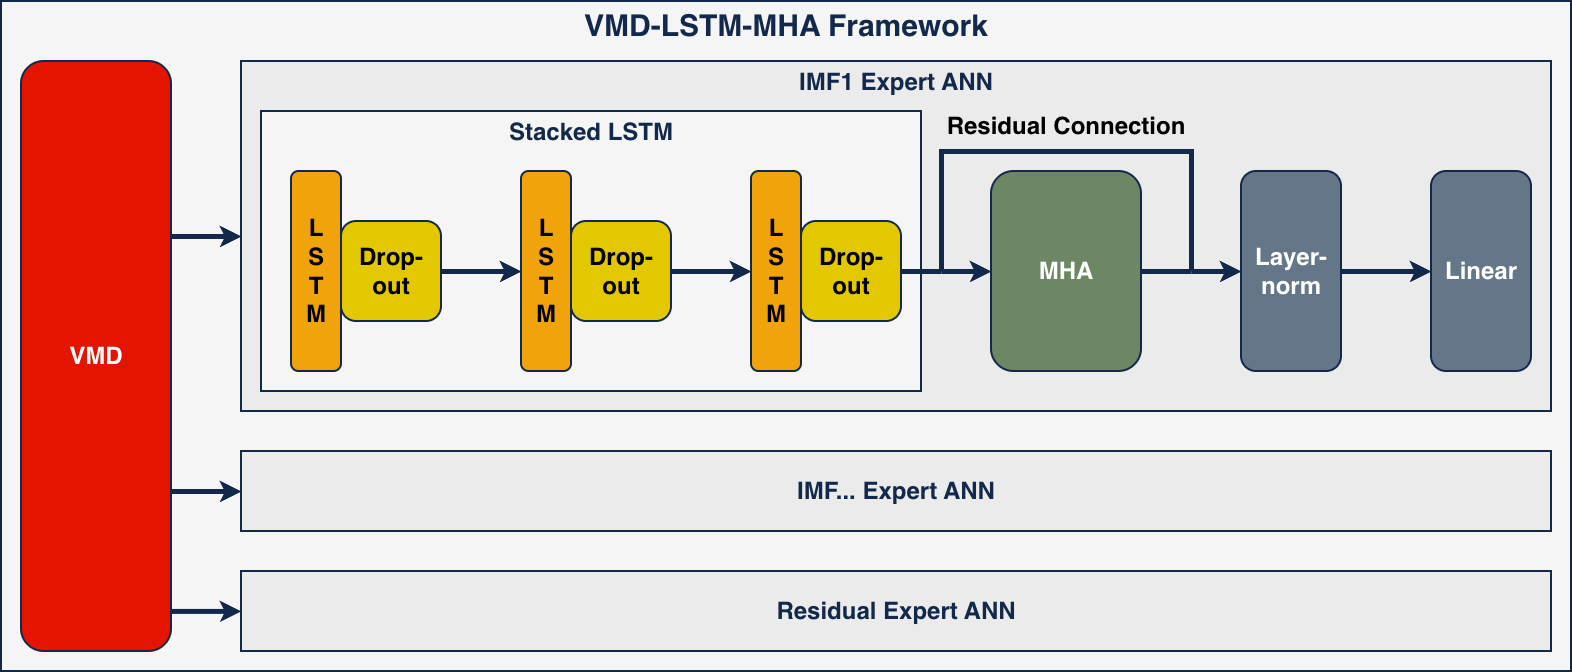 VMD-LSTM-MHA Framework
VMD
IMF1 Expert ANN
Stacked LSTM
L
S
T
M
Drop-
out
L
S
T
M
Drop-
out
L
S
T
M
Drop-
out
Residual Connection
MHA
Layer-
norm
Linear
IMF... Expert ANN
Residual Expert ANN